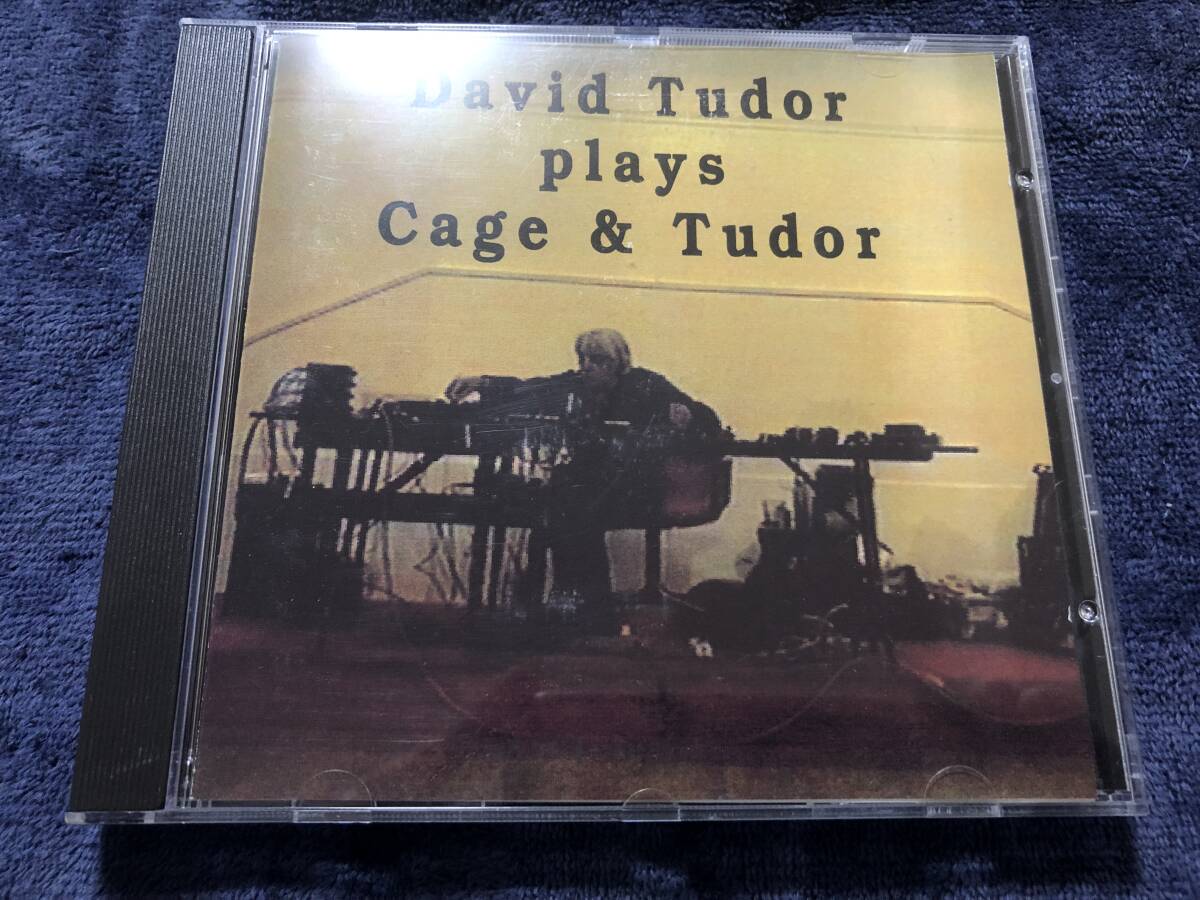 David Tudor
plays
Cage & Tudor